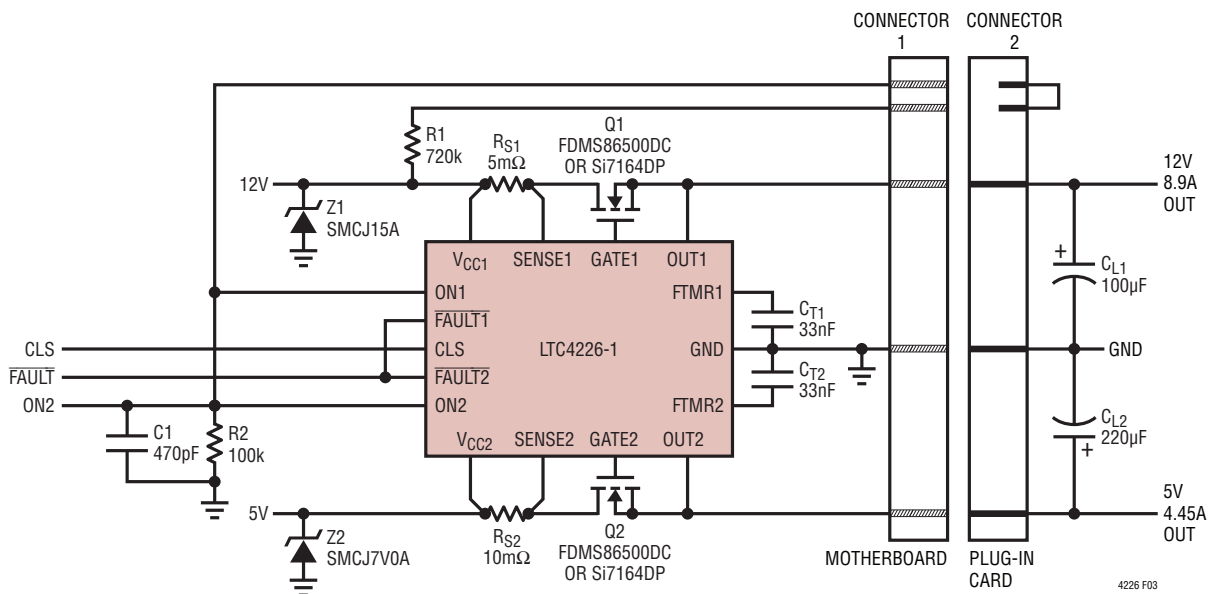 CONNECTOR
1
CONNECTOR
2
R1
720k
RS1
5mΩ
Q1
FDMS86500DC
OR Si7164DP
12V
Z1
SMCJ15A
12V
8.9A
OUT
VCC1
SENSE1
GATE1
OUT1
ON1
FAULT1
CLS
FAULT2
ON2
LTC4226-1
FTMR1
GND
FTMR2
VCC2
SENSE2
GATE2
OUT2
CT1
33nF
CT2
33nF
CL1
100µF
+
GND
CL2
220µF
+
CLS
FAULT
ON2
C1
470pF
R2
100k
5V
Z2
SMCJ7V0A
RS2
10mΩ
Q2
FDMS86500DC
OR Si7164DP
5V
4.45A
OUT
MOTHERBOARD
PLUG-IN
CARD
4226 F03